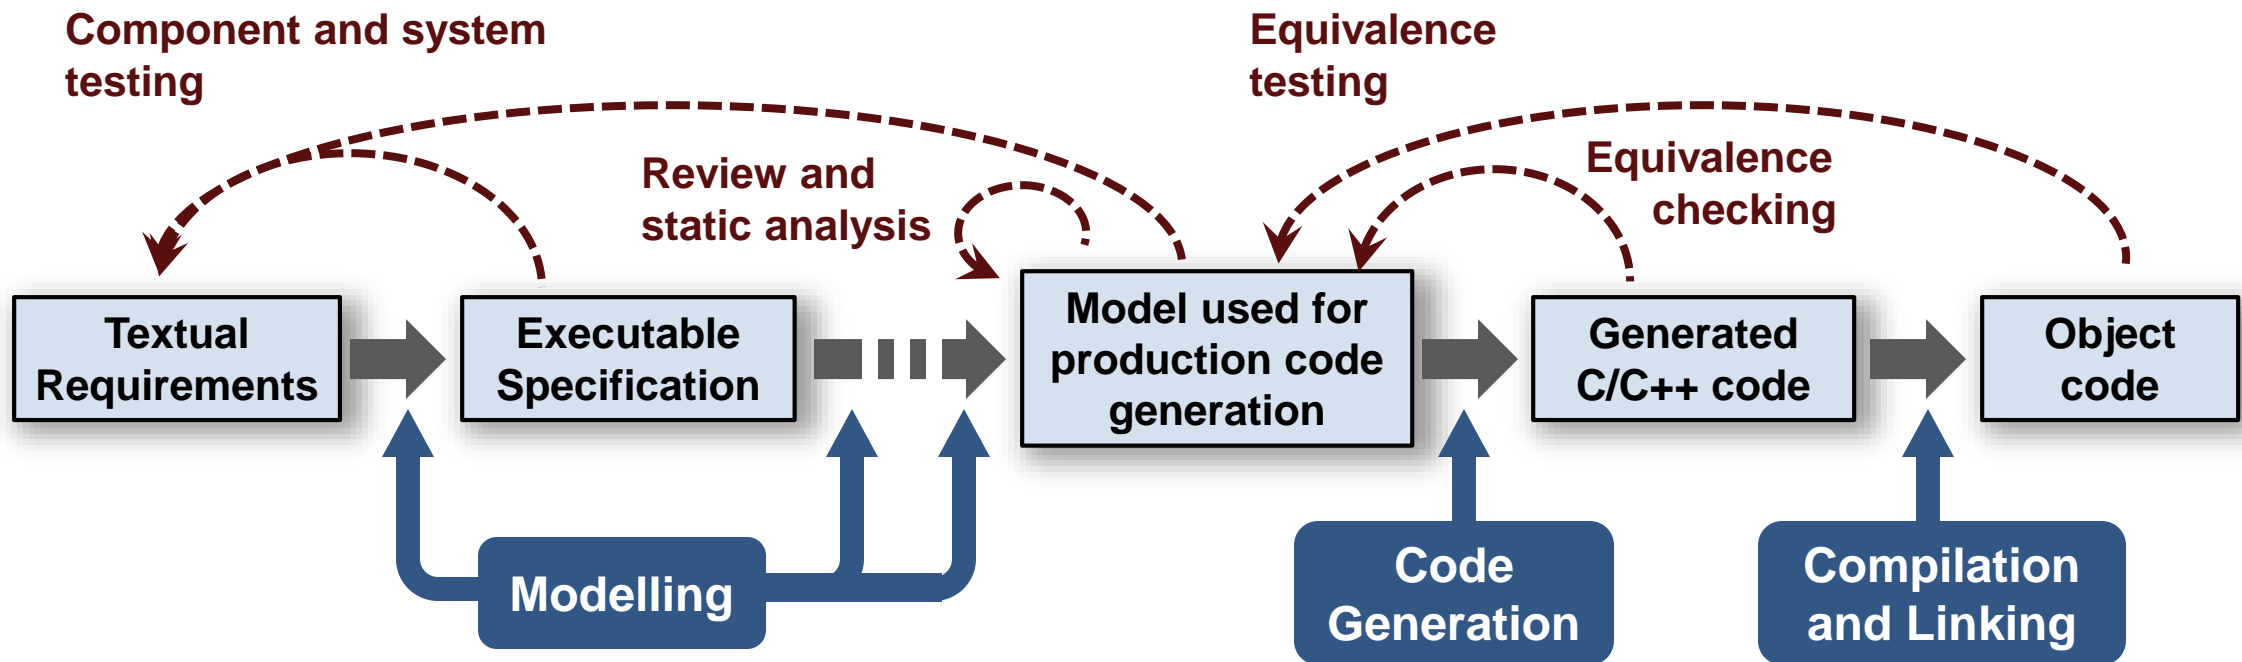 Component and system
testing
Equivalence
testing
Review and
static analysis
Equivalence
checking
Textual
Requirements
Executable
Specification
Model used for
production code
generation
Generated
C/C++ code
Object
code
Modelling
Code
Generation
Compilation
and Linking